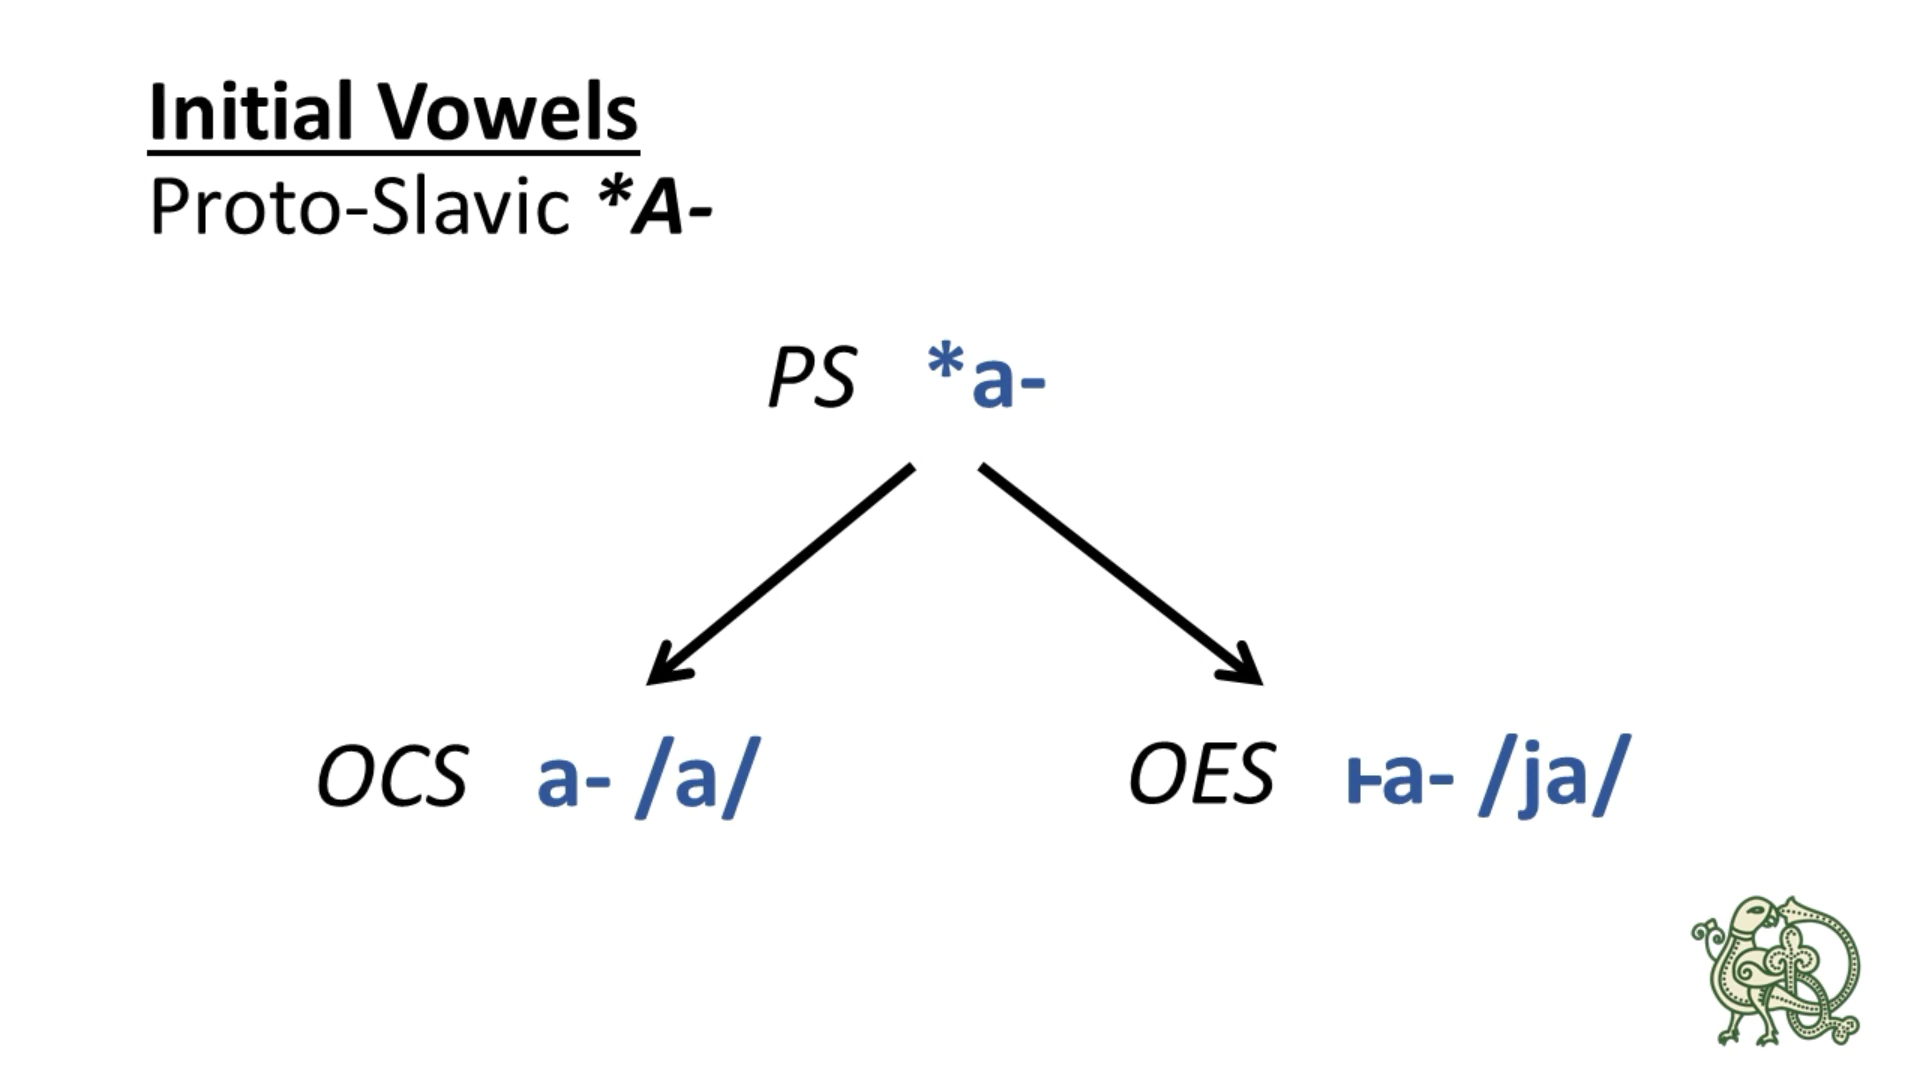 Initial Vowels
Proto-Slavic *A-
PS *a-
OCS а- /a/
OES ꙗ- /ja/